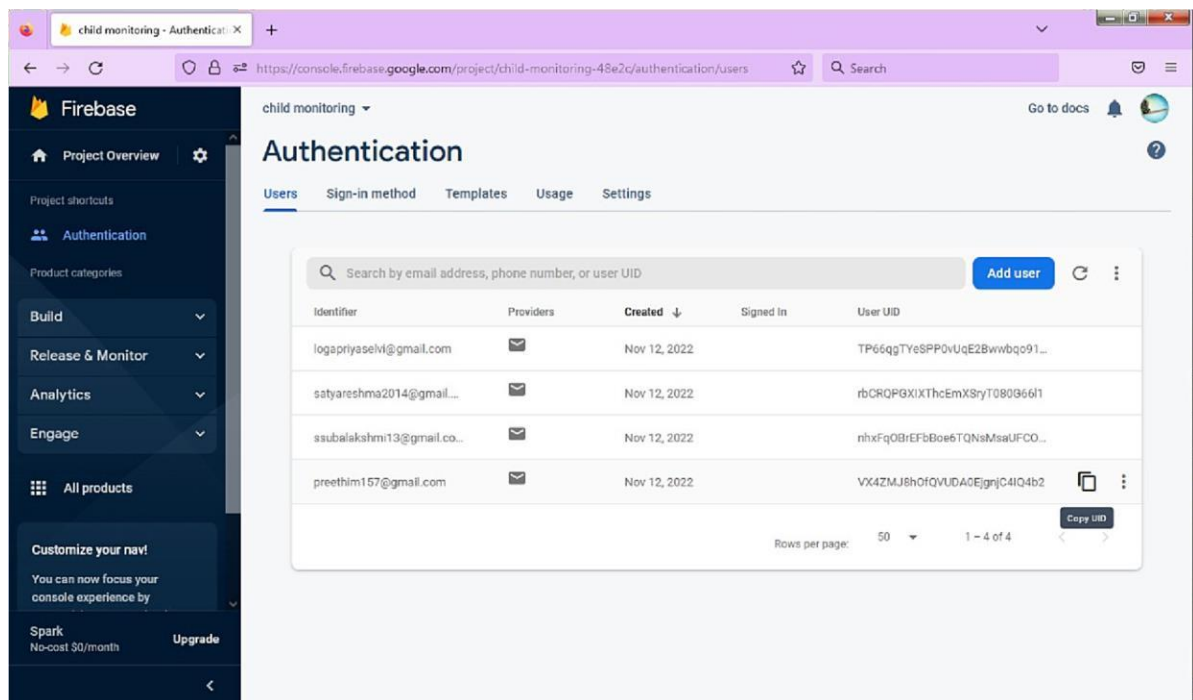 child monitoring - Authenticati
https://console.firebase.google.com/project/child-monitoring-48e2c/authentication/users
Search
Firebase
Project Overview
Project shortcuts
Authentication
Product categories
Build
Release & Monitor
Analytics
Engage
All products
Customize your nav!
You can now focus your
console experience by
Spark
No-cost $0/month
Upgrade
child monitoring
Go to docs
Authentication
Users Sign-in method Templates Usage Settings
Search by email address, phone number, or user UID
Add user
Identifier Providers Created Signed In User UID
logapriyaselvi@gmail.com Nov 12, 2022
satyareshma2014@gmail.... Nov 12, 2022
ssubalakshmi13@gmail.co... Nov 12, 2022
preethim157@gmail.com Nov 12, 2022
Copy UID
Rows per page: 50 1 – 4 of 4